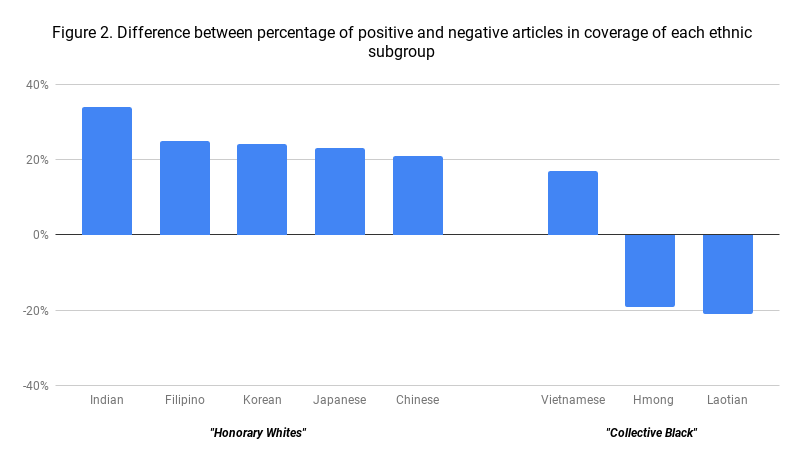 Figure 2. Difference between percentage of positive and negative articles in coverage of each ethnic
subgroup
40%
20%
0%
-20%
-40%
Indian Filipino Korean Japanese Chinese Vietnamese Hmong Laotian
"Honorary Whites" "Collective Black"